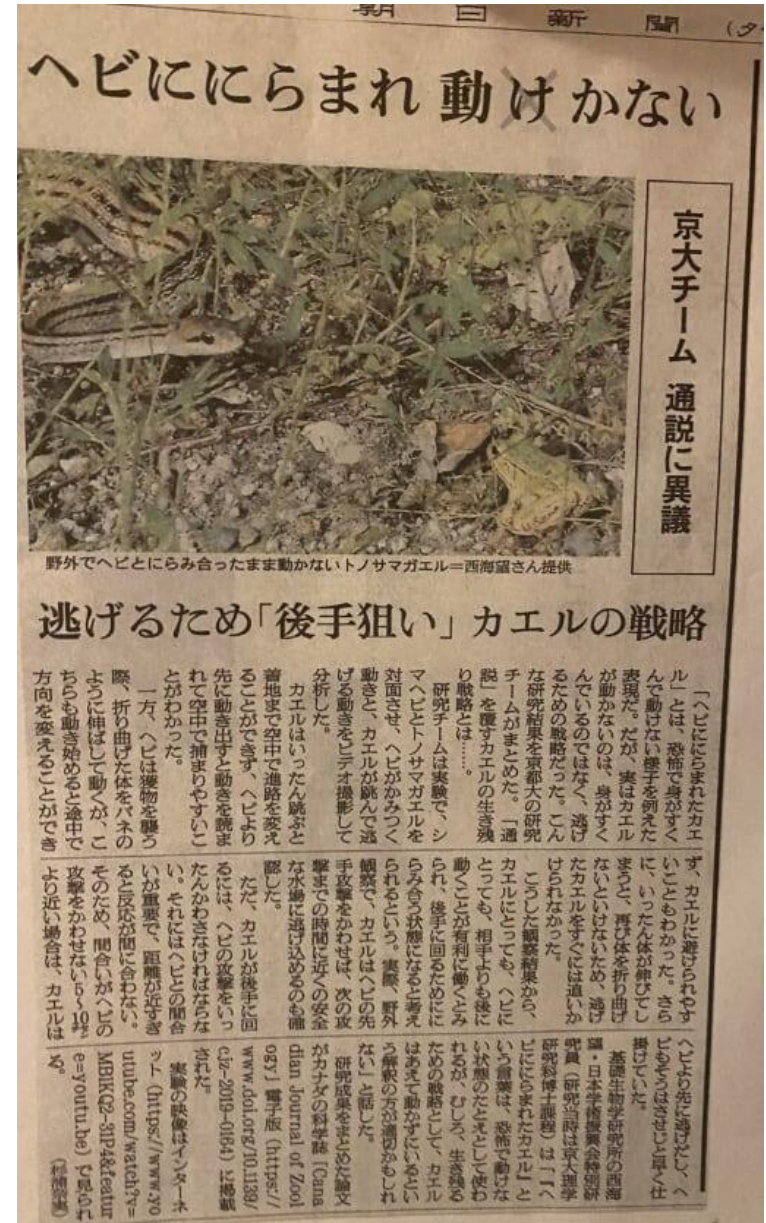 朝日新聞 (夕
ヘビににらまれ動けかない
京大チーム 通説に異議
野外でヘビとにらみ合ったまま動かないトノサマガエル＝西海望さん提供
逃げるため「後手狙い」カエルの戦略
「ヘビににらまれたカエ
ル」とは、恐怖で身がすく
んで動けない様子を例えた
表現だ。だが、実はカエル
が動かないのは、身がすく
んでいるのではなく、逃げ
るための戦略だった。こん
な研究結果を京都大の研究
チームがまとめた。「通
説」を覆すカエルの生き残
り戦略とは……。
研究チームは実験で、シ
マヘビとトノサマガエルを
対面させ、ヘビがかみつく
動きと、カエルが跳んで逃
げる動きをビデオ撮影して
分析した。
カエルはいったん跳ぶと
着地まで空中で進路を変え
ることができず、ヘビより
先に動き出すと動きを読ま
れて空中で捕まりやすいこ
とがわかった。
一方、ヘビは獲物を襲う
際、折り曲げた体をバネの
ように伸ばして動くが、こ
ちらも動き始めると途中で
方向を変えることができ
ず、カエルに避けられやす
いこともわかった。さら
に、いったん体が伸びてし
まうと、再び体を折り曲げ
ないといけないため、逃げ
たカエルをすぐには追いか
けられなかった。
こうした観察結果から、
カエルにとっても、ヘビに
とっても、相手よりも後に
動くことが有利に働くとみ
られ、後手に回るためにに
らみ合う状態になると考え
られるという。実際、野外
観察で、カエルはヘビの先
手攻撃をかわせば、次の攻
撃までの時間に近くの安全
な水場に逃げ込めるのも確
認した。
ただ、カエルが後手に回
るには、ヘビの攻撃をいっ
たんかわさなければならな
い。それにはヘビとの間合
いが重要で、距離が近すぎ
ると反応が間に合わない。
そのため、間合いがヘビの
攻撃をかわせない5～10㌢
より近い場合は、カエルは
ヘビより先に逃げだし、ヘ
ビもそうはさせじと早く仕
掛けていた。
基礎生物学研究所の西海
望・日本学術振興会特別研
究員（研究当時は京大理学
研究科博士課程）は「『ヘ
ビににらまれたカエル』と
いう言葉は、恐怖で動けな
い状態のたとえとして使わ
れるが、むしろ、生き残る
ための戦略として、カエル
はあえて動かずにいるとい
う解釈の方が適切かもしれ
ない」と話した。
研究成果をまとめた論文
がカナダの科学誌「Cana
dian Journal of Zool
ogy」電子版（https://
www.doi.org/10.1139/
cjz-2019-0164）に掲載
された。
実験の映像はインターネ
ット（https://www.yo
utube.com/watch?v=
MBIKQ2-31P4&featur
e=youtu.be）で見られ
る。
（杉浦奈実）